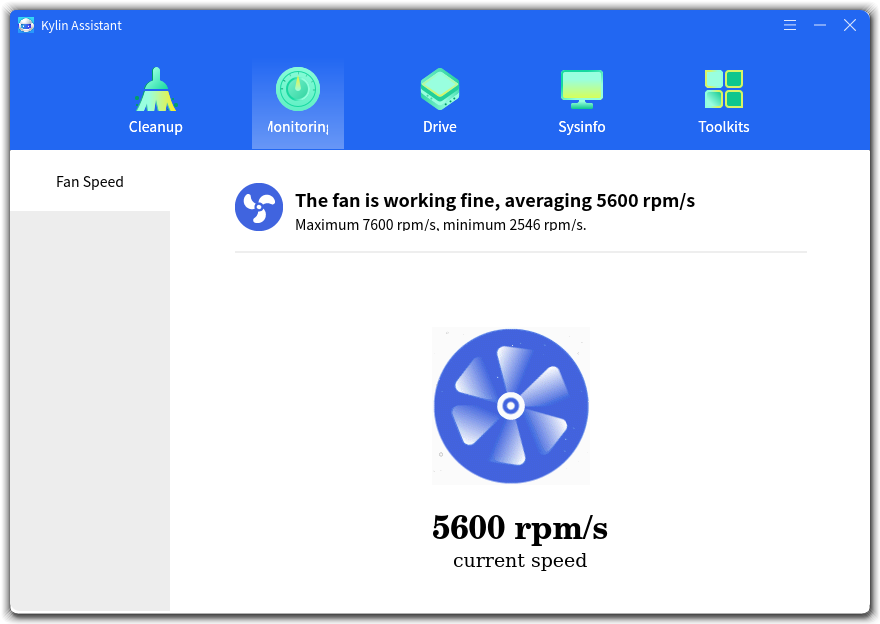 Kylin Assistant
Cleanup
Monitoring
Drive
Sysinfo
Toolkits
Fan Speed
The fan is working fine, averaging 5600 rpm/s
Maximum 7600 rpm/s, minimum 2546 rpm/s.
5600 rpm/s
current speed